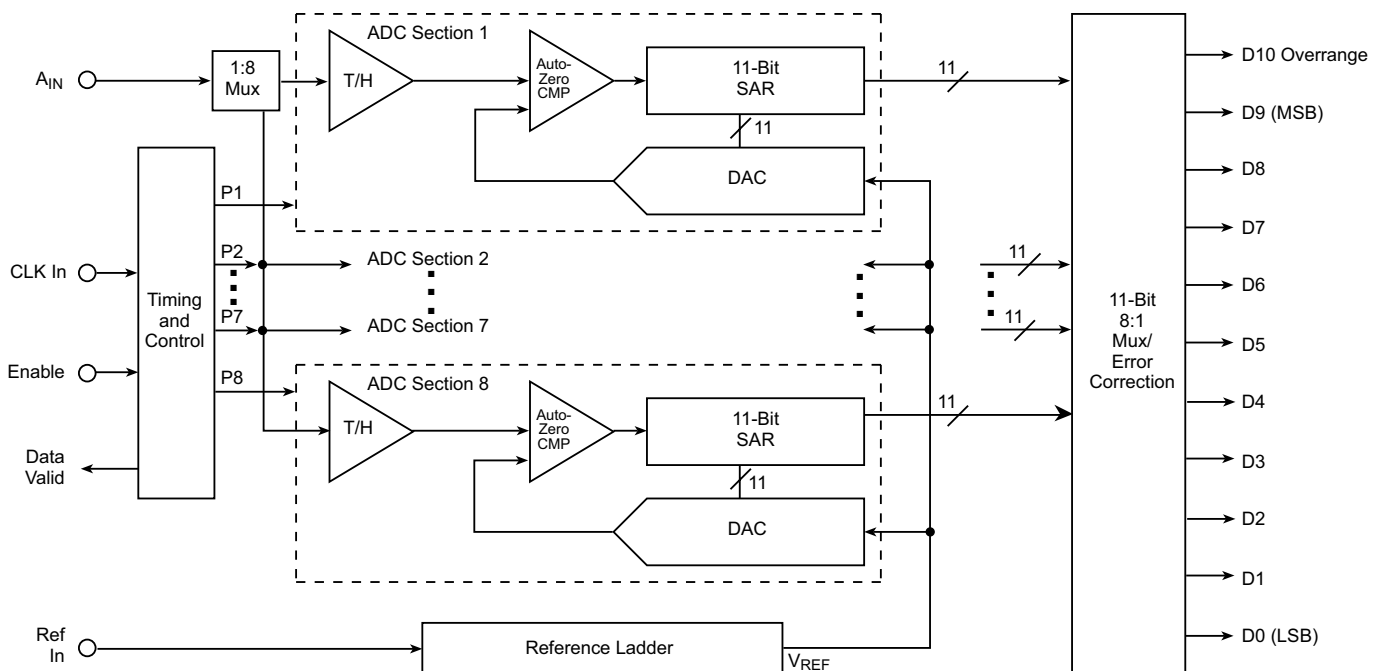 ADC Section 1
A_IN
1:8
Mux
T/H
Auto-
Zero
CMP
11-Bit
SAR
11
11
DAC
P1
P2
P7
P8
CLK In
Enable
Data
Valid
Timing
and
Control
ADC Section 2
ADC Section 7
11
11
ADC Section 8
T/H
Auto-
Zero
CMP
11-Bit
SAR
11
11
DAC
Ref
In
Reference Ladder
V_REF
11-Bit
8:1
Mux/
Error
Correction
D10 Overrange
D9 (MSB)
D8
D7
D6
D5
D4
D3
D2
D1
D0 (LSB)